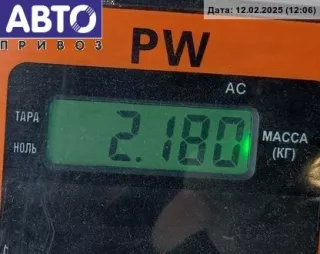 АВТО
ПРИВОЗ
Дата: 12.02.2025 (12:06)
PW
AC
ТАРА
НОЛЬ
2.180
МАССА
(КГ)